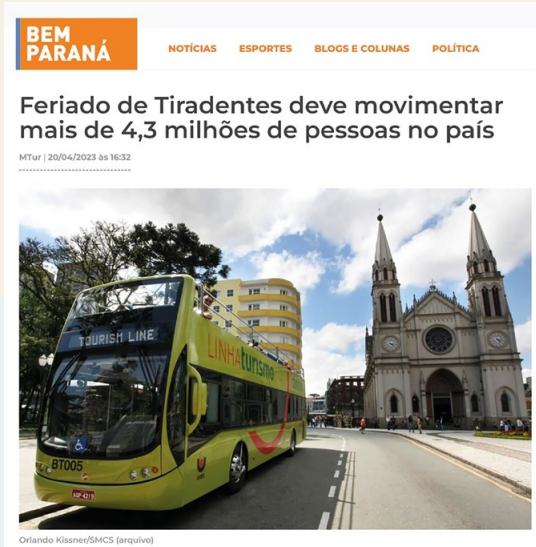 BEM
PARANÁ
NOTÍCIAS ESPORTES BLOGS E COLUNAS POLÍTICA
Feriado de Tiradentes deve movimentar
mais de 4,3 milhões de pessoas no país
MTur | 20/04/2023 às 16:32
TOURISM LINE
LINHAturismo
BT005
Orlando Kissner/SMCS (arquivo)